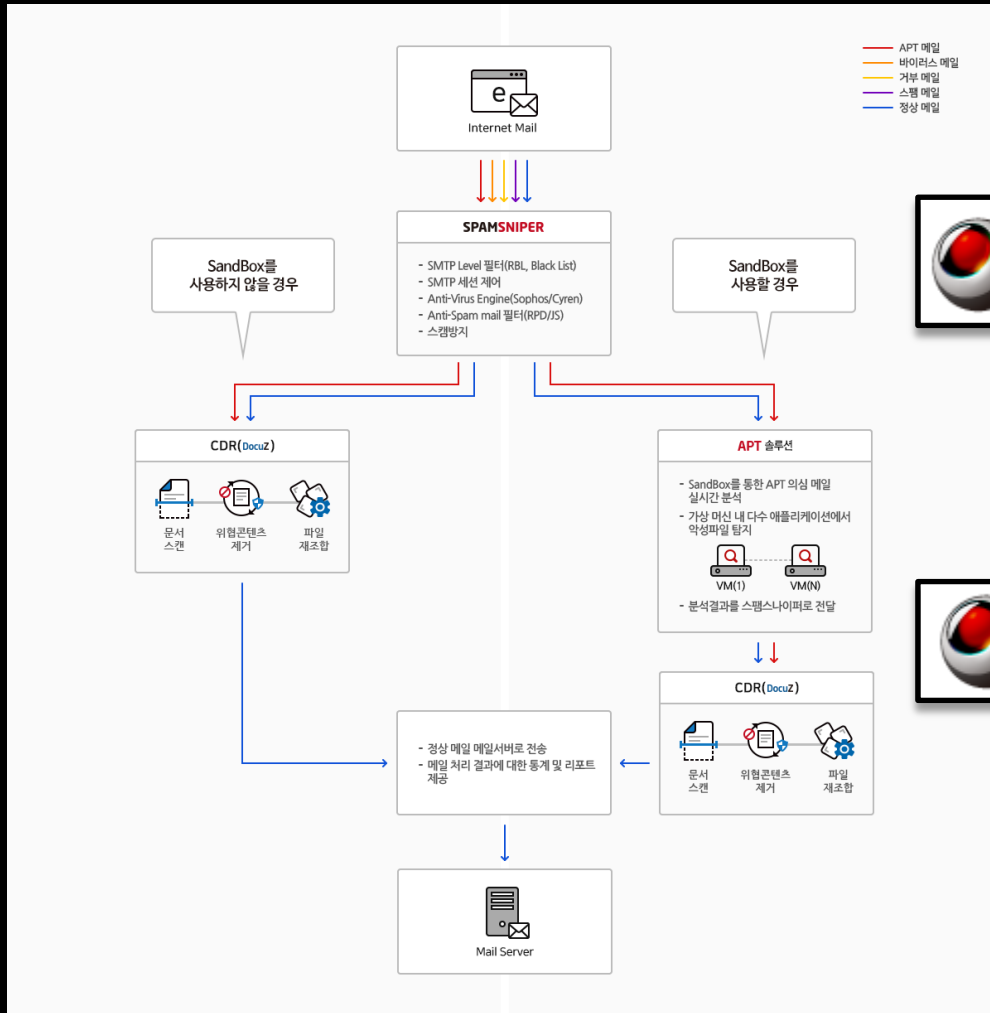 APT 메일
바이러스 메일
거부 메일
스팸 메일
정상 메일
e
Internet Mail
SPAMSNIPER
- SMTP Level 필터(RBL, Black List)
- SMTP 세션 제어
- Anti-Virus Engine(Sophos/Cyren)
- Anti-Spam mail 필터(RPD/JS)
- 스캠방지
SandBox를
사용하지 않을 경우
SandBox를
사용할 경우
CDR(DocuZ)
문서
스캔
위협콘텐츠
제거
파일
재조합
APT 솔루션
- SandBox를 통한 APT 의심 메일
실시간 분석
- 가상 머신 내 다수 애플리케이션에서
악성파일 탐지
VM(1)
VM(N)
- 분석결과를 스팸스나이퍼로 전달
CDR(DocuZ)
문서
스캔
위협콘텐츠
제거
파일
재조합
- 정상 메일 메일서버로 전송
- 메일 처리 결과에 대한 통계 및 리포트
제공
Mail Server